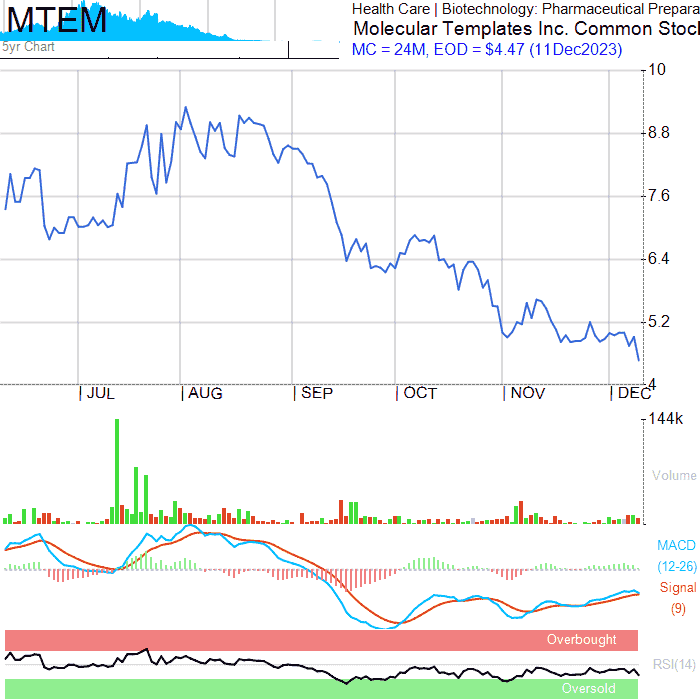 MTEM
5yr Chart
Health Care | Biotechnology: Pharmaceutical Prepara
Molecular Templates Inc. Common Stoc
MC = 24M, EOD = $4.47 (11Dec2023)
10
8.8
7.6
6.4
5.2
4
JUL AUG SEP OCT NOV DEC
144k
Volume
MACD
(12-26)
Signal
(9)
Overbought
RSI(14)
Oversold